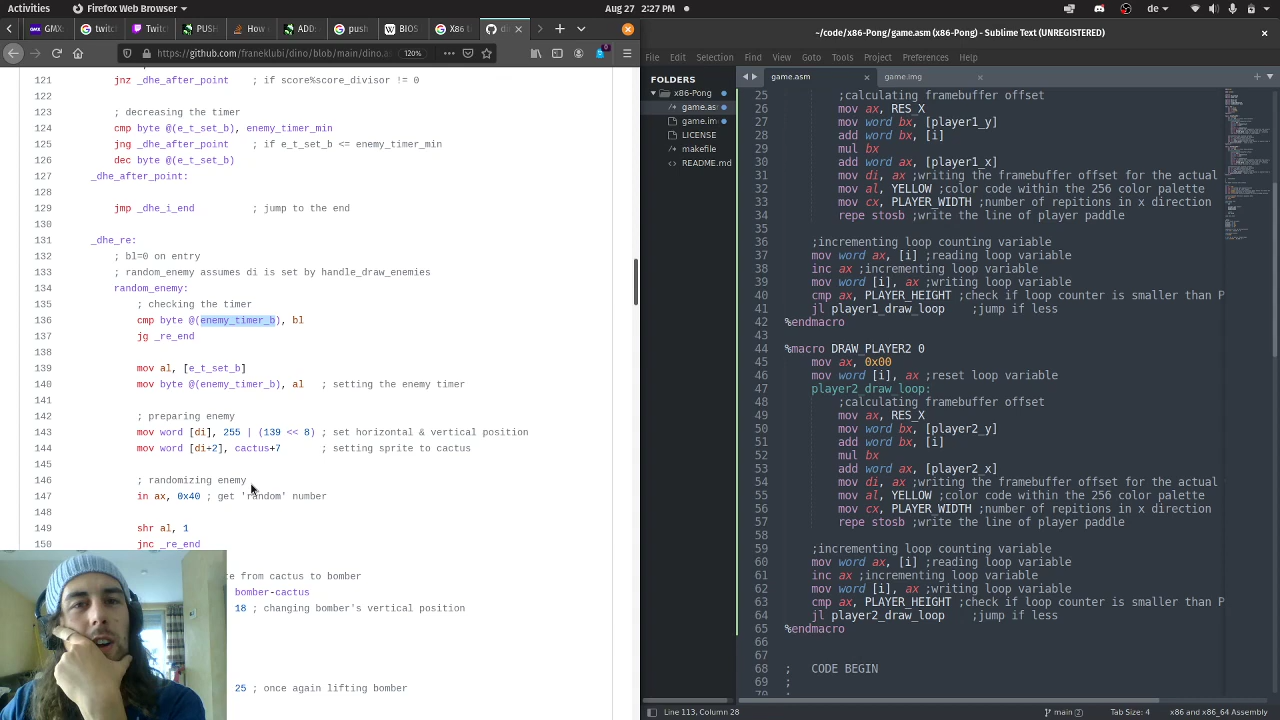 Activities Firefox Web Browser Aug 27 2:27 PM de
GMX: twitch Twitch PUSH How ADD: push BIOS X86 t
https://github.com/franeklubi/dino/blob/main/dino.as 120%
121 jnz _dhe_after_point ; if score%score_divisor != 0
122
123 ; decreasing the timer
124 cmp byte @(e_t_set_b), enemy_timer_min
125 jng _dhe_after_point ; if e_t_set_b <= enemy_timer_min
126 dec byte @(e_t_set_b)
127 _dhe_after_point:
128
129 jmp _dhe_i_end ; jump to the end
130
131 _dhe_re:
132 ; bl=0 on entry
133 ; random_enemy assumes di is set by handle_draw_enemies
134 random_enemy:
135 ; checking the timer
136 cmp byte @(enemy_timer_b), bl
137 jg _re_end
138
139 mov al, [e_t_set_b]
140 mov byte @(enemy_timer_b), al ; setting the enemy timer
141
142 ; preparing enemy
143 mov word [di], 255 | (139 << 8) ; set horizontal & vertical position
144 mov word [di+2], cactus+7 ; setting sprite to cactus
145
146 ; randomizing enemy
147 in ax, 0x40 ; get 'random' number
148
149 shr al, 1
150 jnc _re_end
te from cactus to bomber
bomber-cactus
18 ; changing bomber's vertical position
25 ; once again lifting bomber
~/code/x86-Pong/game.asm (x86-Pong) - Sublime Text (UNREGISTERED)
File Edit Selection Find View Goto Tools Project Preferences Help
FOLDERS
x86-Pong
game.as
game.im
LICENSE
makefile
README.md
game.asm game.img
25 ;calculating framebuffer offset
26 mov ax, RES_X
27 mov word bx, [player1_y]
28 add word bx, [i]
29 mul bx
30 add word ax, [player1_x]
31 mov di, ax ;writing the framebuffer offset for the actual
32 mov al, YELLOW ;color code within the 256 color palette
33 mov cx, PLAYER_WIDTH ;number of repitions in x direction
34 repe stosb ;write the line of player paddle
35
36 ;incrementing loop counting variable
37 mov word ax, [i] ;reading loop variable
38 inc ax ;incrementing loop variable
39 mov word [i], ax ;writing loop variable
40 cmp ax, PLAYER_HEIGHT ;check if loop counter is smaller than P
41 jl player1_draw_loop ;jump if less
42 %endmacro
43
44 %macro DRAW_PLAYER2 0
45 mov ax, 0x00
46 mov word [i], ax ;reset loop variable
47 player2_draw_loop:
48 ;calculating framebuffer offset
49 mov ax, RES_X
50 mov word bx, [player2_y]
51 add word bx, [i]
52 mul bx
53 add word ax, [player2_x]
54 mov di, ax ;writing the framebuffer offset for the actual
55 mov al, YELLOW ;color code within the 256 color palette
56 mov cx, PLAYER_WIDTH ;number of repitions in x direction
57 repe stosb ;write the line of player paddle
58
59 ;incrementing loop counting variable
60 mov word ax, [i] ;reading loop variable
61 inc ax ;incrementing loop variable
62 mov word [i], ax ;writing loop variable
63 cmp ax, PLAYER_HEIGHT ;check if loop counter is smaller than P
64 jl player2_draw_loop ;jump if less
65 %endmacro
66
67
68 ; CODE BEGIN
69 ;
70 ;
Line 113, Column 28 main (2) Tab Size: 4 x86 and x86_64 Assembly